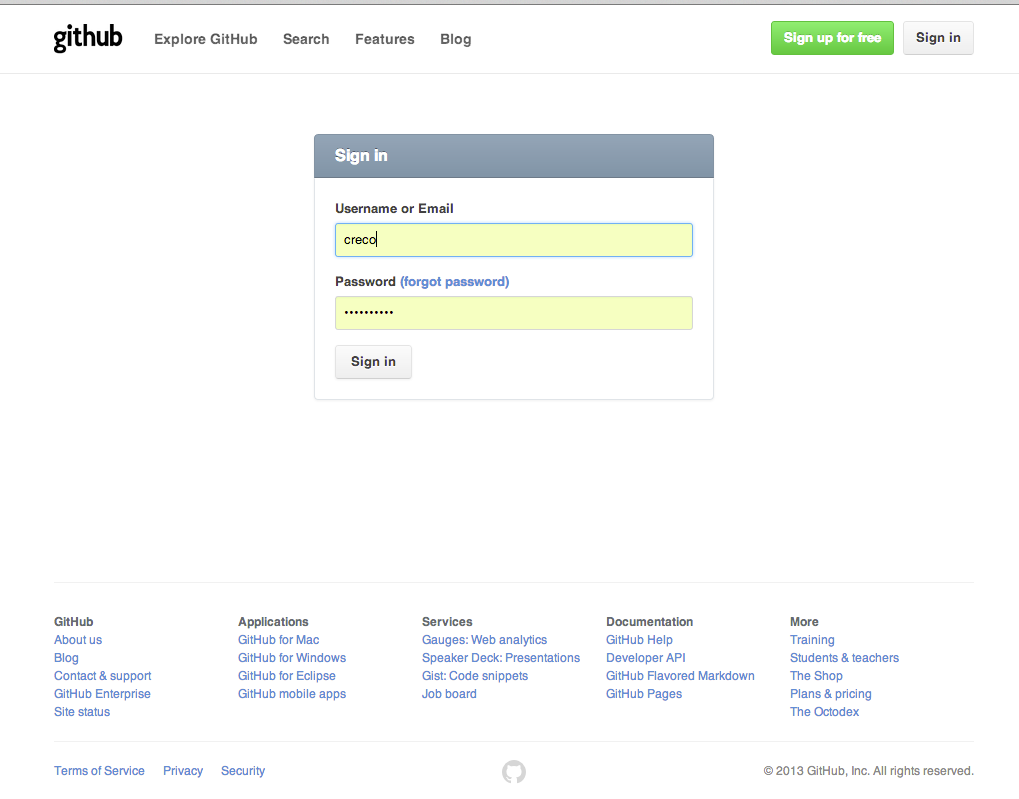 github Explore GitHub Search Features Blog Sign up for free Sign in
Sign in
Username or Email
creco
Password (forgot password)
••••••••••
Sign in
GitHub
About us
Blog
Contact & support
GitHub Enterprise
Site status
Applications
GitHub for Mac
GitHub for Windows
GitHub for Eclipse
GitHub mobile apps
Services
Gauges: Web analytics
Speaker Deck: Presentations
Gist: Code snippets
Job board
Documentation
GitHub Help
Developer API
GitHub Flavored Markdown
GitHub Pages
More
Training
Students & teachers
The Shop
Plans & pricing
The Octodex
Terms of Service Privacy Security © 2013 GitHub, Inc. All rights reserved.